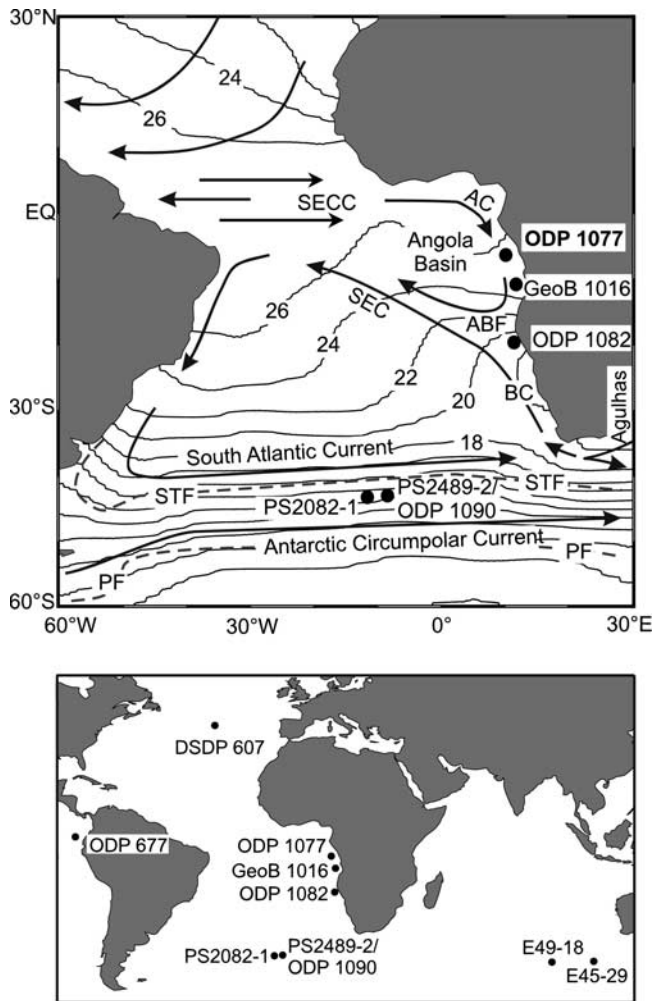 30°N
24
26
EQ
SECC
AC
Angola
Basin
ODP 1077
GeoB 1016
SEC
26
ABF
24
ODP 1082
22
20
BC
30°S
Agulhas
18
South Atlantic Current
STF
PS2489-2/
STF
PS2082-1
ODP 1090
Antarctic Circumpolar Current
PF
PF
60°S
60°W
30°W
0°
30°E
DSDP 607
ODP 677
ODP 1077
GeoB 1016
ODP 1082
PS2082-1
PS2489-2/
ODP 1090
E49-18
E45-29